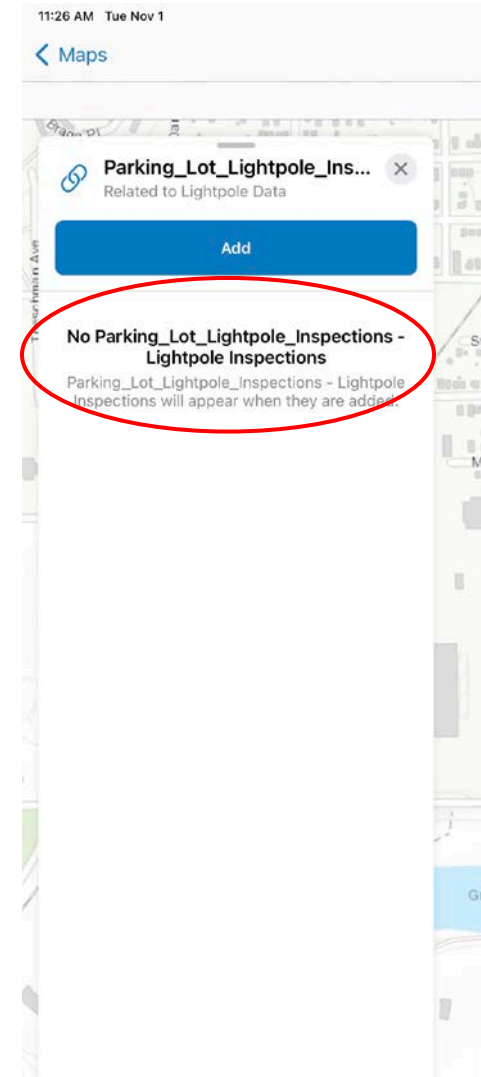 11:26 AM Tue Nov 1
Maps
Parking_Lot_Lightpole_Ins...
Related to Lightpole Data
Add
No Parking_Lot_Lightpole_Inspections -
Lightpole Inspections
Parking_Lot_Lightpole_Inspections - Lightpole
Inspections will appear when they are added.